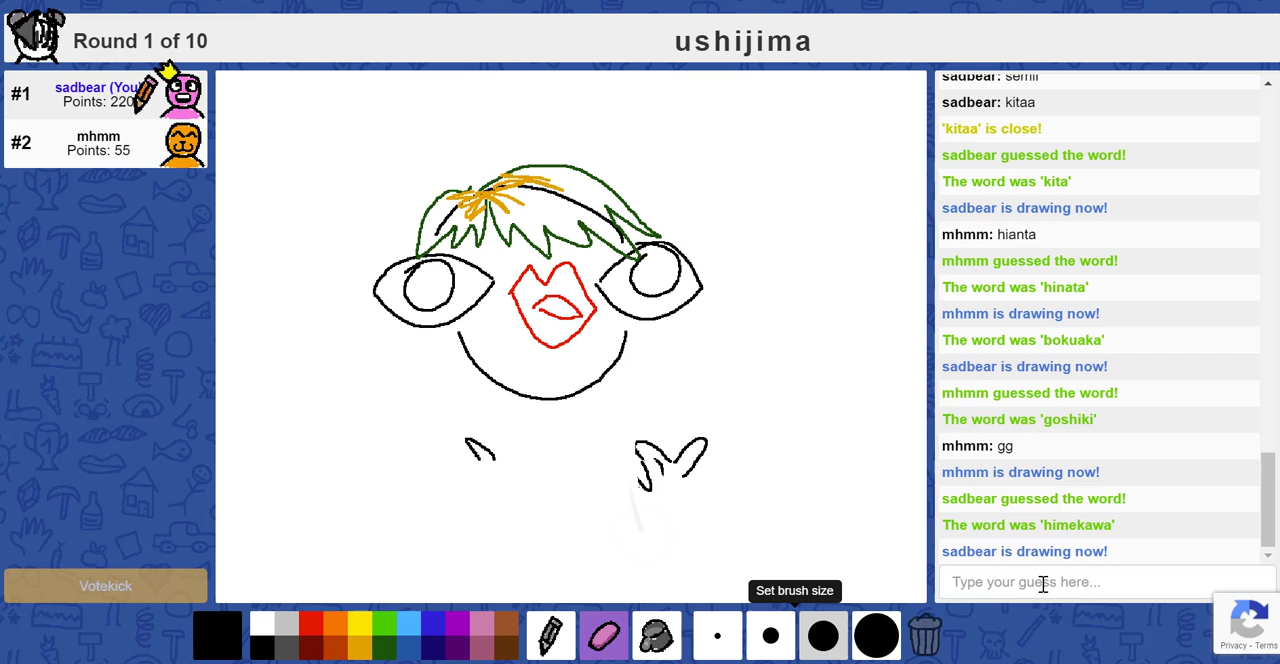 Round 1 of 10
ushijima
#1
sadbear (You
Points: 220
#2
mhmm
Points: 55
sadbear: semii
sadbear: kitaa
'kitaa' is close!
sadbear guessed the word!
The word was 'kita'
sadbear is drawing now!
mhmm: hianta
mhmm guessed the word!
The word was 'hinata'
mhmm is drawing now!
The word was 'bokuaka'
sadbear is drawing now!
mhmm guessed the word!
The word was 'goshiki'
mhmm: gg
mhmm is drawing now!
sadbear guessed the word!
The word was 'himekawa'
sadbear is drawing now!
Type your guess here...
Votekick
Set brush size
Privacy - Terms